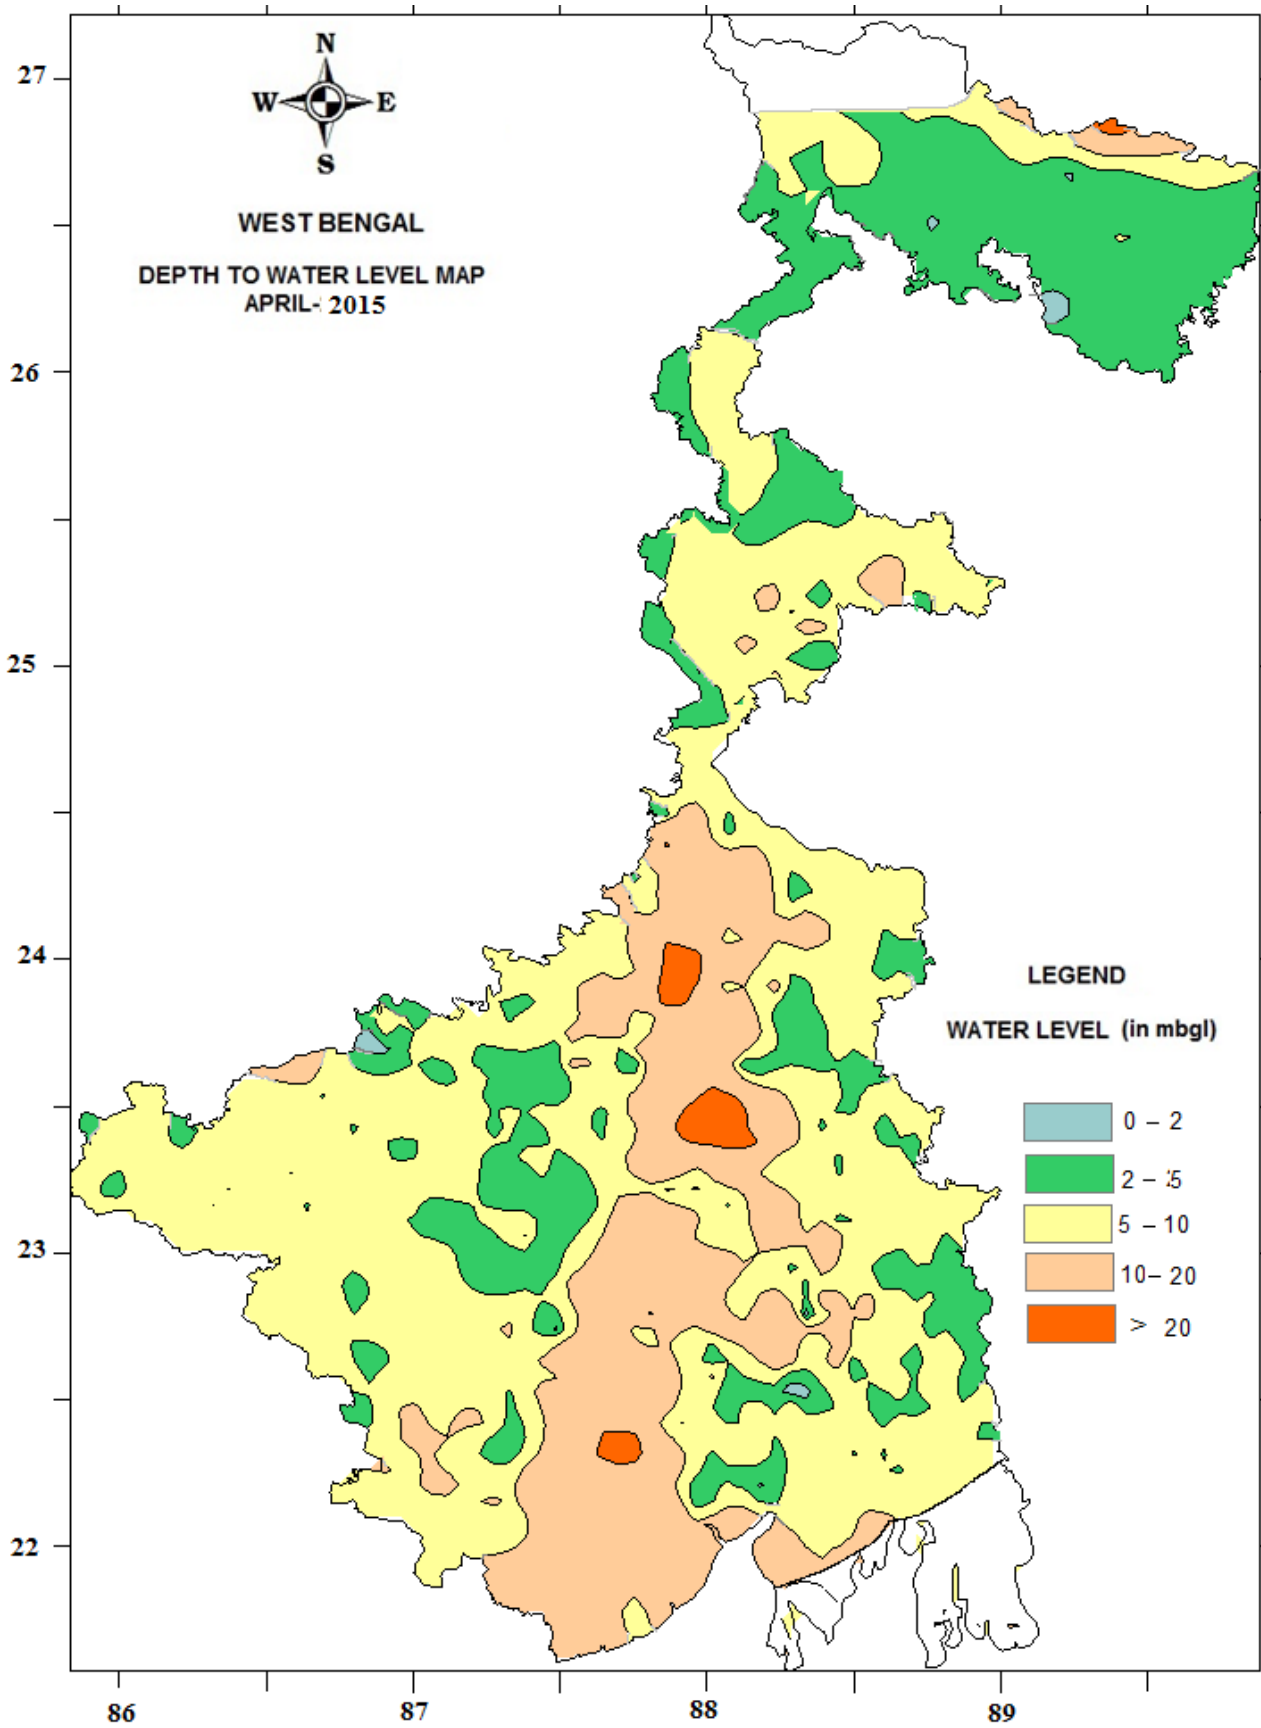 N
W E
S
WEST BENGAL
DEPTH TO WATER LEVEL MAP
APRIL- 2015
27
26
25
24
23
22
LEGEND
WATER LEVEL (in mbgl)
0 – 2
2 – 5
5 – 10
10– 20
> 20
86 87 88 89